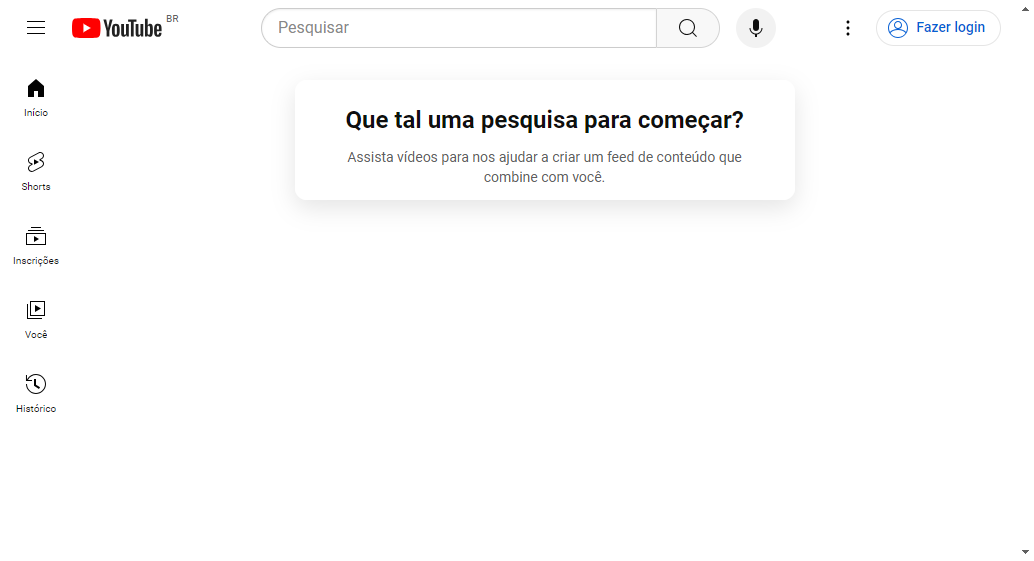 YouTube BR
Pesquisar
Fazer login
Início
Shorts
Inscrições
Você
Histórico
Que tal uma pesquisa para começar?
Assista vídeos para nos ajudar a criar um feed de conteúdo que
combine com você.